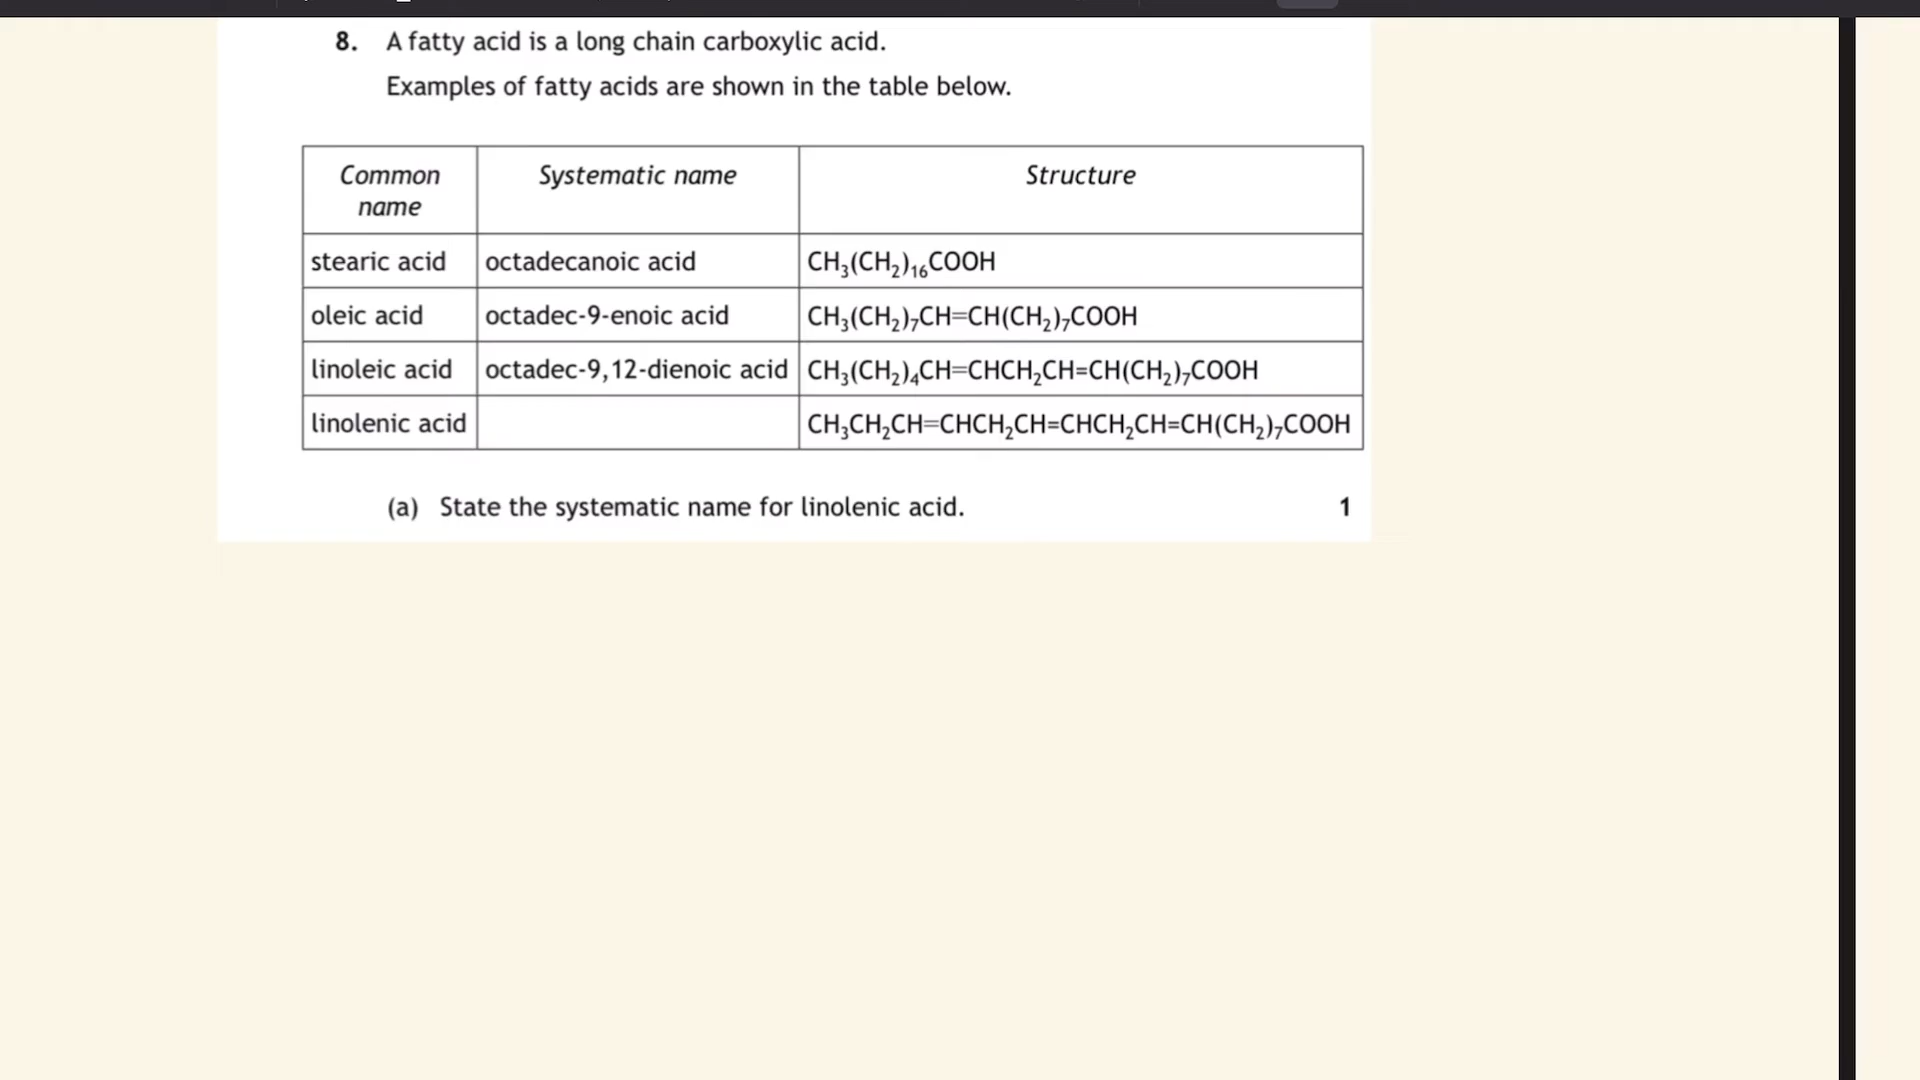 8. A fatty acid is a long chain carboxylic acid.
Examples of fatty acids are shown in the table below.
Common name Systematic name Structure
stearic acid octadecanoic acid CH₃(CH₂)₁₆COOH
oleic acid octadec-9-enoic acid CH₃(CH₂)₇CH=CH(CH₂)₇COOH
linoleic acid octadec-9,12-dienoic acid CH₃(CH₂)₄CH=CHCH₂CH=CH(CH₂)₇COOH
linolenic acid CH₃CH₂CH=CHCH₂CH=CHCH₂CH=CH(CH₂)₇COOH
(a) State the systematic name for linolenic acid. 1